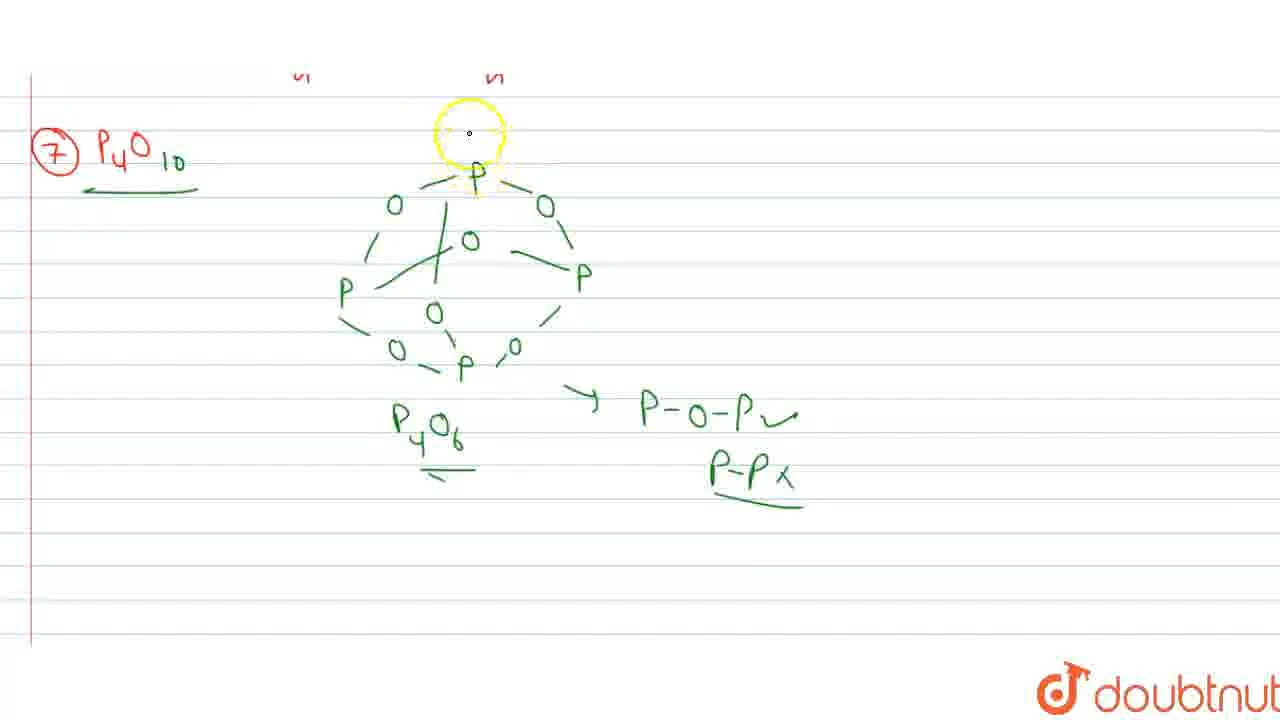 7 P4O10
P
O O
O
P P
O
O O
P
P-O-P ✓
P4O6
P-P x
doubtnut